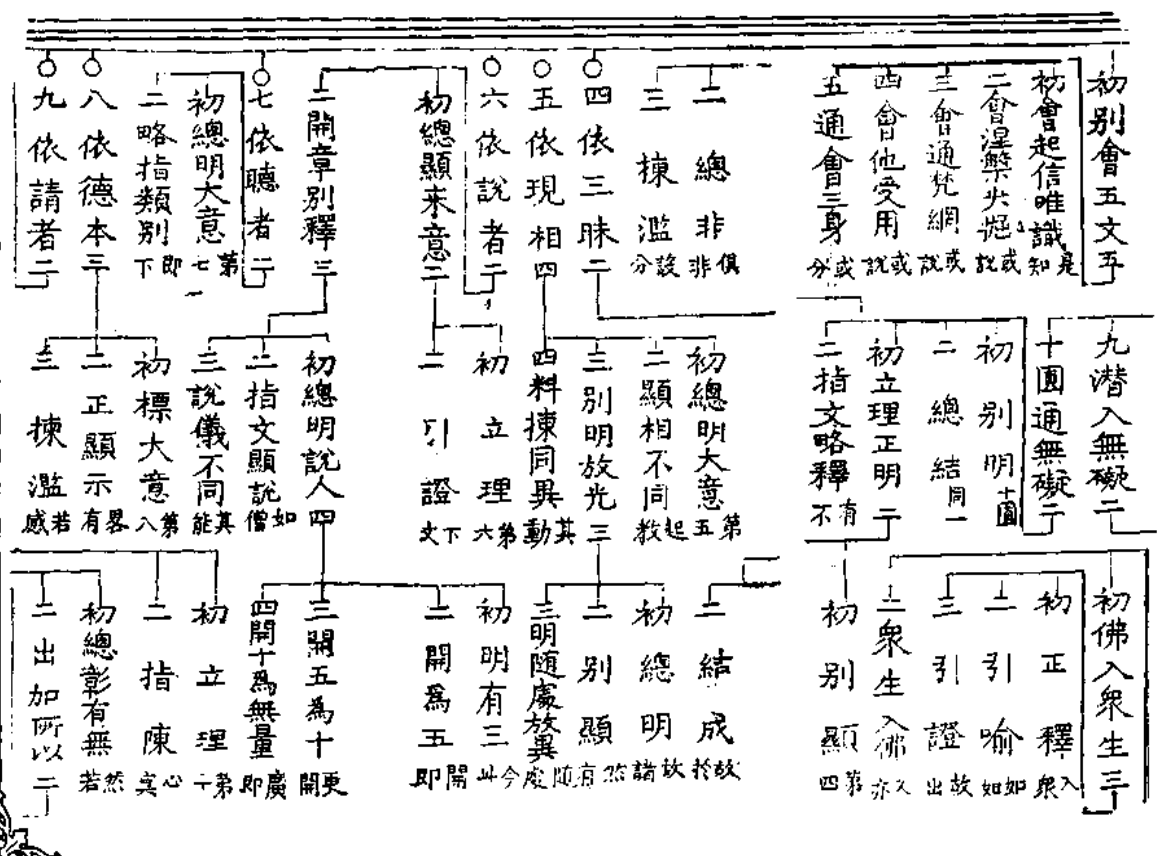 初別會五文五
初會起信唯識是知
二會涅槃
三會通梵網或說
四會他受用或說
五通會三身或分
二總非俱非
三揀濫設分
四依三昧二
五依現相四
六依說者二
初總顯來意二
二開章別釋三
七依聽者二
初總明大意第七
二略指類別即下
八依德本三
九依請者二
九潛入無礙二
十圓通無礙二
初別明十圓
二總結同一
初立理正明二
二指文略釋有不
初總明大意第五
二顯相不同起教
三別明放光三
四料揀同異其動
初立理第六
二引證下文
初總明說人四
二指文顯說如僧
三說儀不同其能
初標大意第八
二正顯示畧有
三揀濫若感
初佛入眾生三
初正釋入眾
二引喻如如
三引證故出
二眾生入佛又亦
初別顯第四
二結成故於
初總明故諸
二別顯然有
三明隨處放異隨處
初明有三今此
二開為五開即
三開五為十更開
四開十為無量廣即
初立理第十
二指陳心寘
初總彰有無然若
二出加所以二